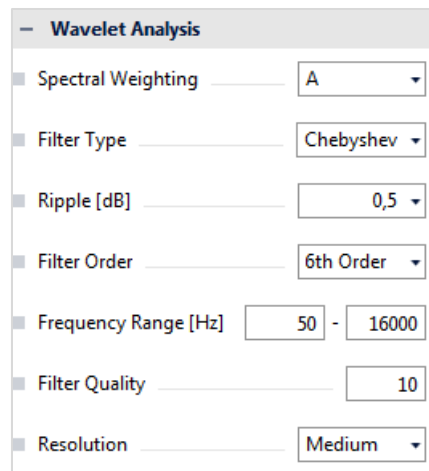 − Wavelet Analysis
Spectral Weighting A
Filter Type Chebyshev
Ripple [dB] 0,5
Filter Order 6th Order
Frequency Range [Hz] 50 - 16000
Filter Quality 10
Resolution Medium